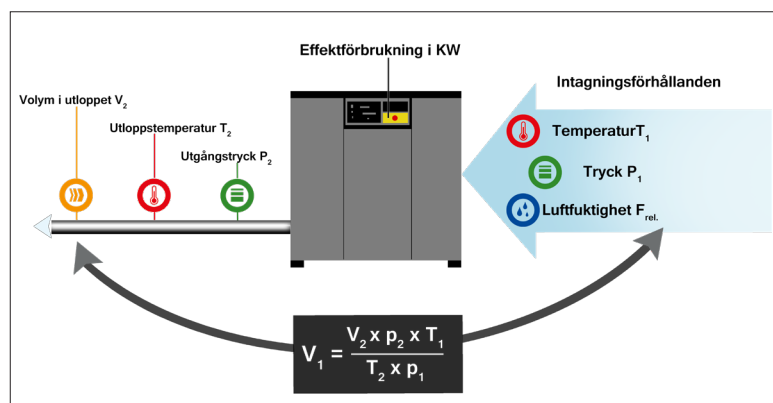 Effektförbrukning i KW
Intagningsförhållanden
Volym i utloppet V₂
Utloppstemperatur T₂
Utgångstryck P₂
TemperaturT₁
Tryck P₁
Luftfuktighet Frel.
V₁ = V₂ x p₂ x T₁
T₂ x p₁